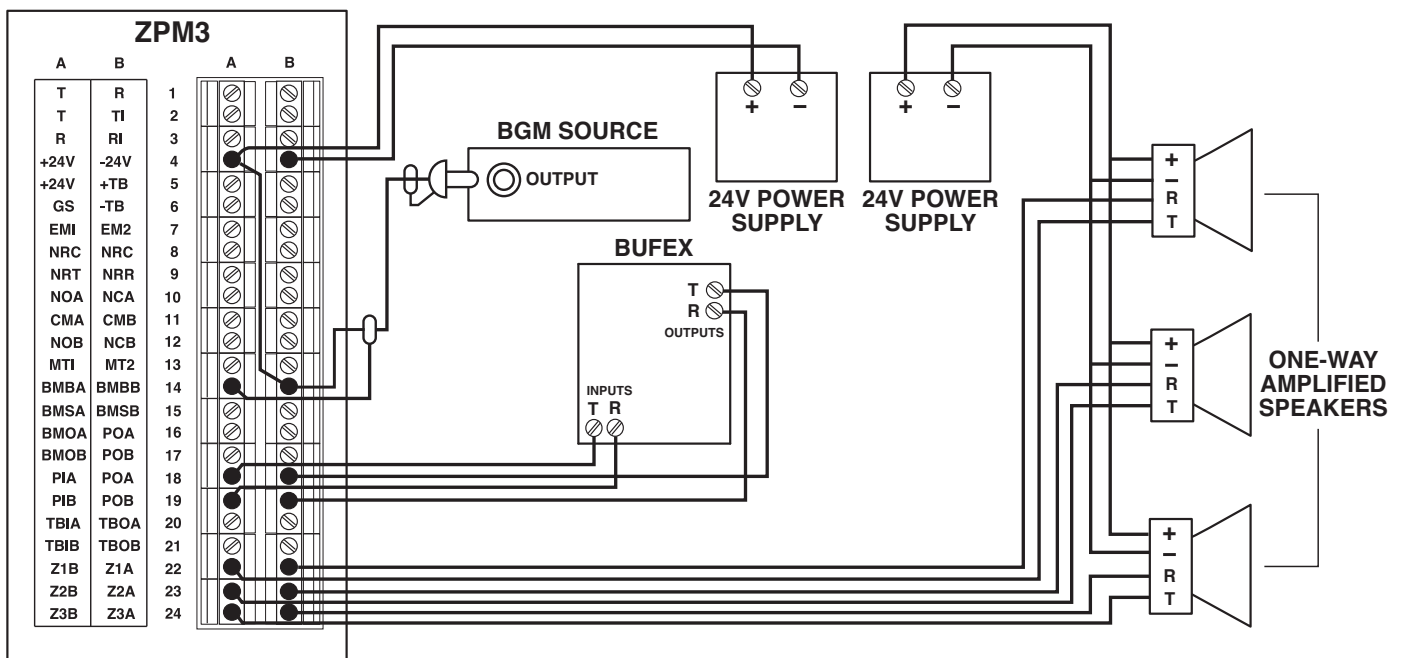 ZPM3
A B A B
T R 1
T TI 2
R RI 3
+24V -24V 4
+24V +TB 5
GS -TB 6
EMI EM2 7
NRC NRC 8
NRT NRR 9
NOA NCA 10
CMA CMB 11
NOB NCB 12
MTI MT2 13
BMBA BMBB 14
BMSA BMSB 15
BMOA POA 16
BMOB POB 17
PIA POA 18
PIB POB 19
TBIA TBOA 20
TBIB TBOB 21
Z1B Z1A 22
Z2B Z2A 23
Z3B Z3A 24
BGM SOURCE
OUTPUT
+ −
24V POWER
SUPPLY
+ −
24V POWER
SUPPLY
BUFEX
T
R
OUTPUTS
INPUTS
T R
+
−
R
T
+
−
R
T
+
−
R
T
ONE-WAY
AMPLIFIED
SPEAKERS